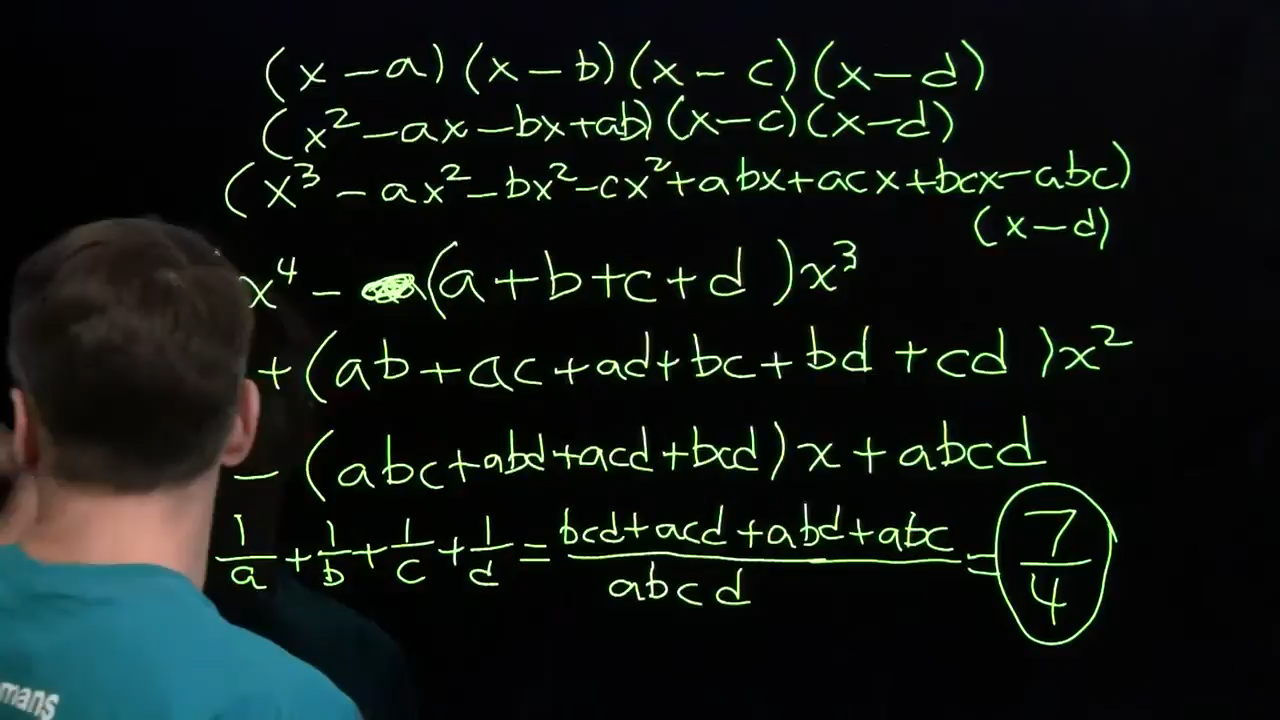 (x - a) (x - b) (x - c) (x - d)
(x² - ax - bx + ab) (x - c) (x - d)
(x³ - ax² - bx² - cx² + abx + acx + bcx - abc)
(x - d)
x⁴ - (a + b + c + d) x³
+ (ab + ac + ad + bc + bd + cd) x²
- (abc + abd + acd + bcd) x + abcd
1/a + 1/b + 1/c + 1/d = (bcd + acd + abd + abc)/(abcd) = 7/4
mans